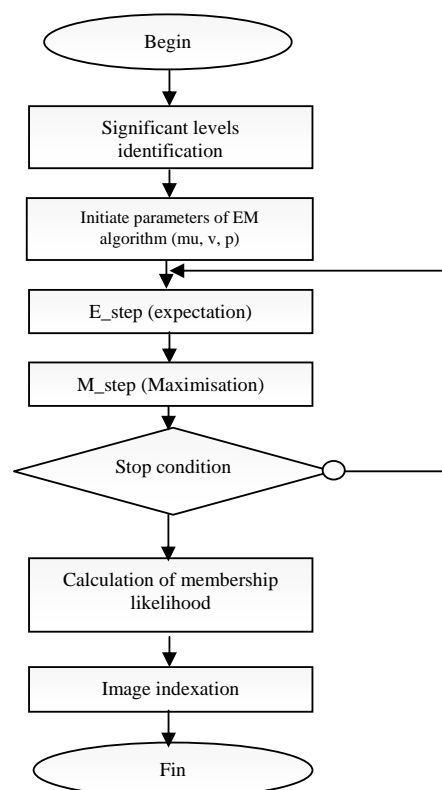 Begin
Significant levels
identification
Initiate parameters of EM
algorithm (mu, v, p)
E_step (expectation)
M_step (Maximisation)
Stop condition
Calculation of membership
likelihood
Image indexation
Fin